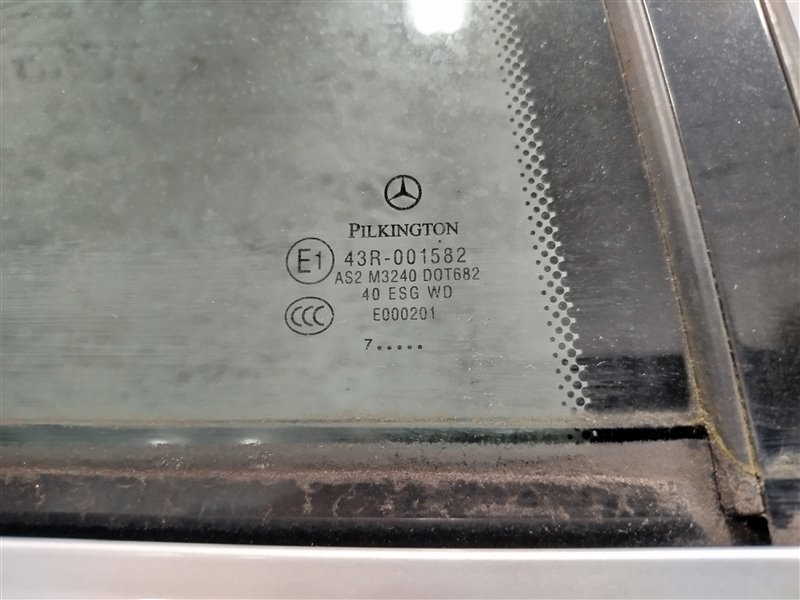 PILKINGTON
E1 43R-001582
AS2 M3240 DOT682
40 ESG WD
CCC E000201
7.....